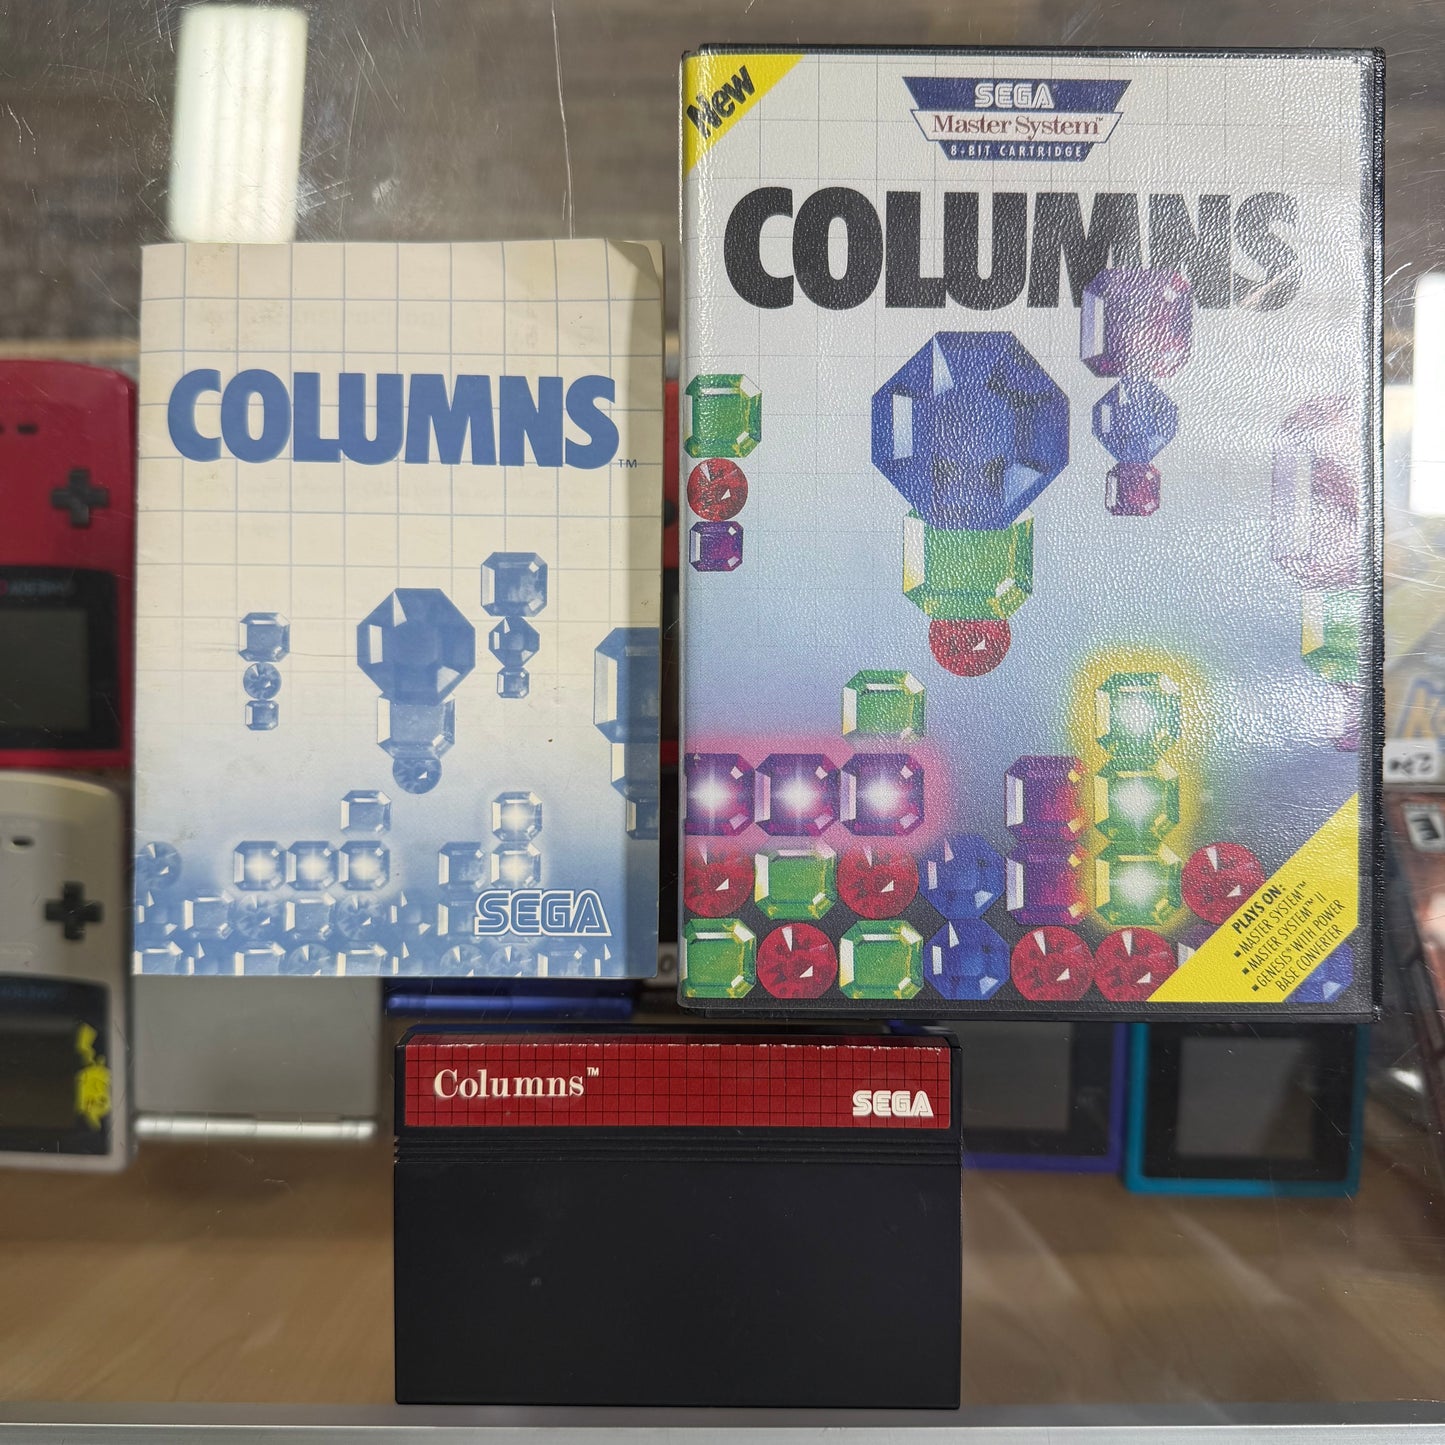 COLUMNS
TM
SEGA
New
SEGA
Master System™
8-BIT CARTRIDGE
COLUMNS
PLAYS ON:
▪ MASTER SYSTEM™
▪ MASTER SYSTEM™ II
▪ GENESIS™ WITH POWER
BASE CONVERTER
Columns™
SEGA
E